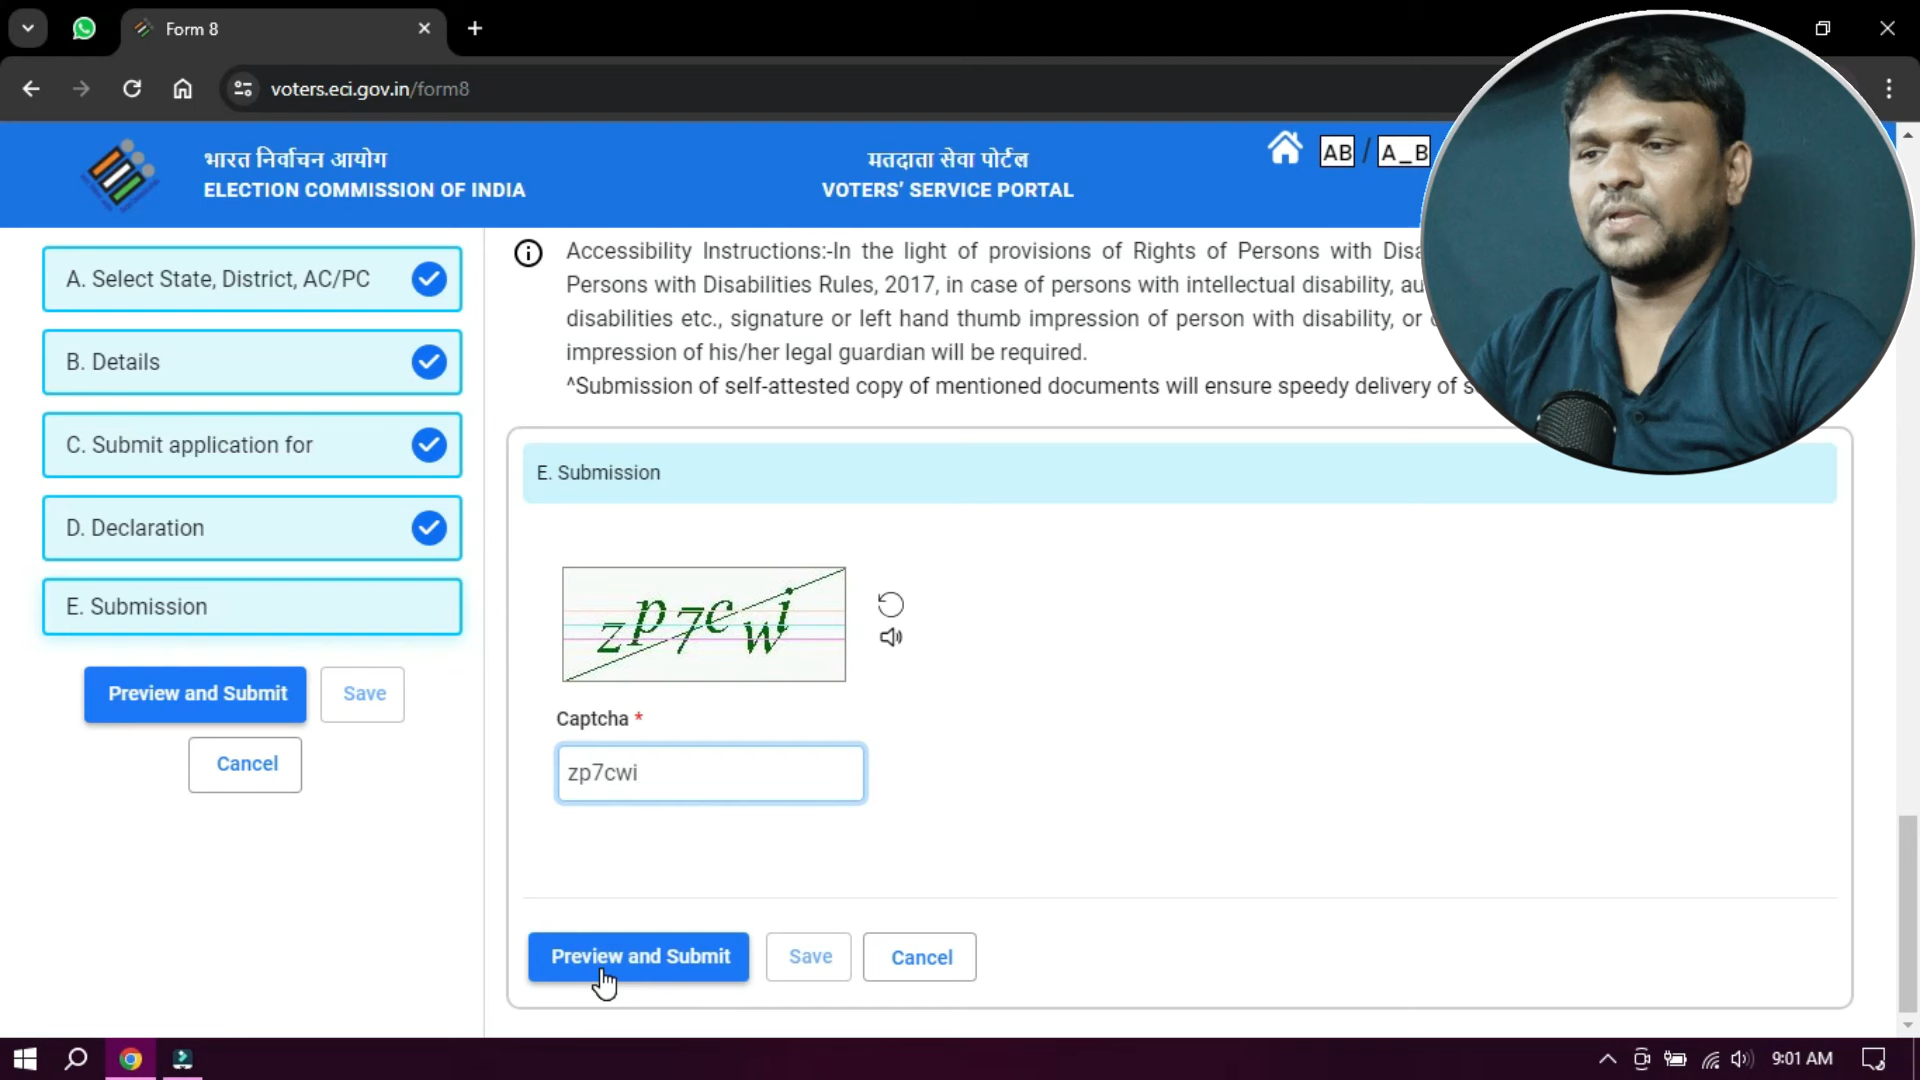 Form 8
voters.eci.gov.in/form8
भारत निर्वाचन आयोग
ELECTION COMMISSION OF INDIA
मतदाता सेवा पोर्टल
VOTERS' SERVICE PORTAL
AB / A_B
A. Select State, District, AC/PC
B. Details
C. Submit application for
D. Declaration
E. Submission
Preview and Submit
Save
Cancel
Accessibility Instructions:-In the light of provisions of Rights of Persons with
Persons with Disabilities Rules, 2017, in case of persons with intellectual disability,
disabilities etc., signature or left hand thumb impression of person with disability, or
impression of his/her legal guardian will be required.
^Submission of self-attested copy of mentioned documents will ensure speedy delivery of
E. Submission
zp7cwi
Captcha *
zp7cwi
Preview and Submit
Save
Cancel
9:01 AM